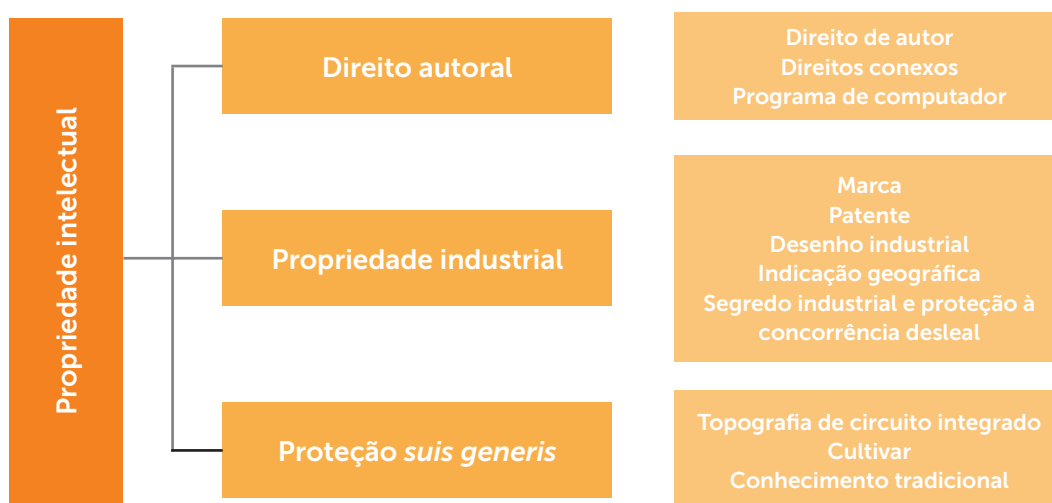 Propriedade intelectual
Direito autoral
Direito de autor
Direitos conexos
Programa de computador
Propriedade industrial
Marca
Patente
Desenho industrial
Indicação geográfica
Segredo industrial e proteção à
concorrência desleal
Proteção suis generis
Topografia de circuito integrado
Cultivar
Conhecimento tradicional